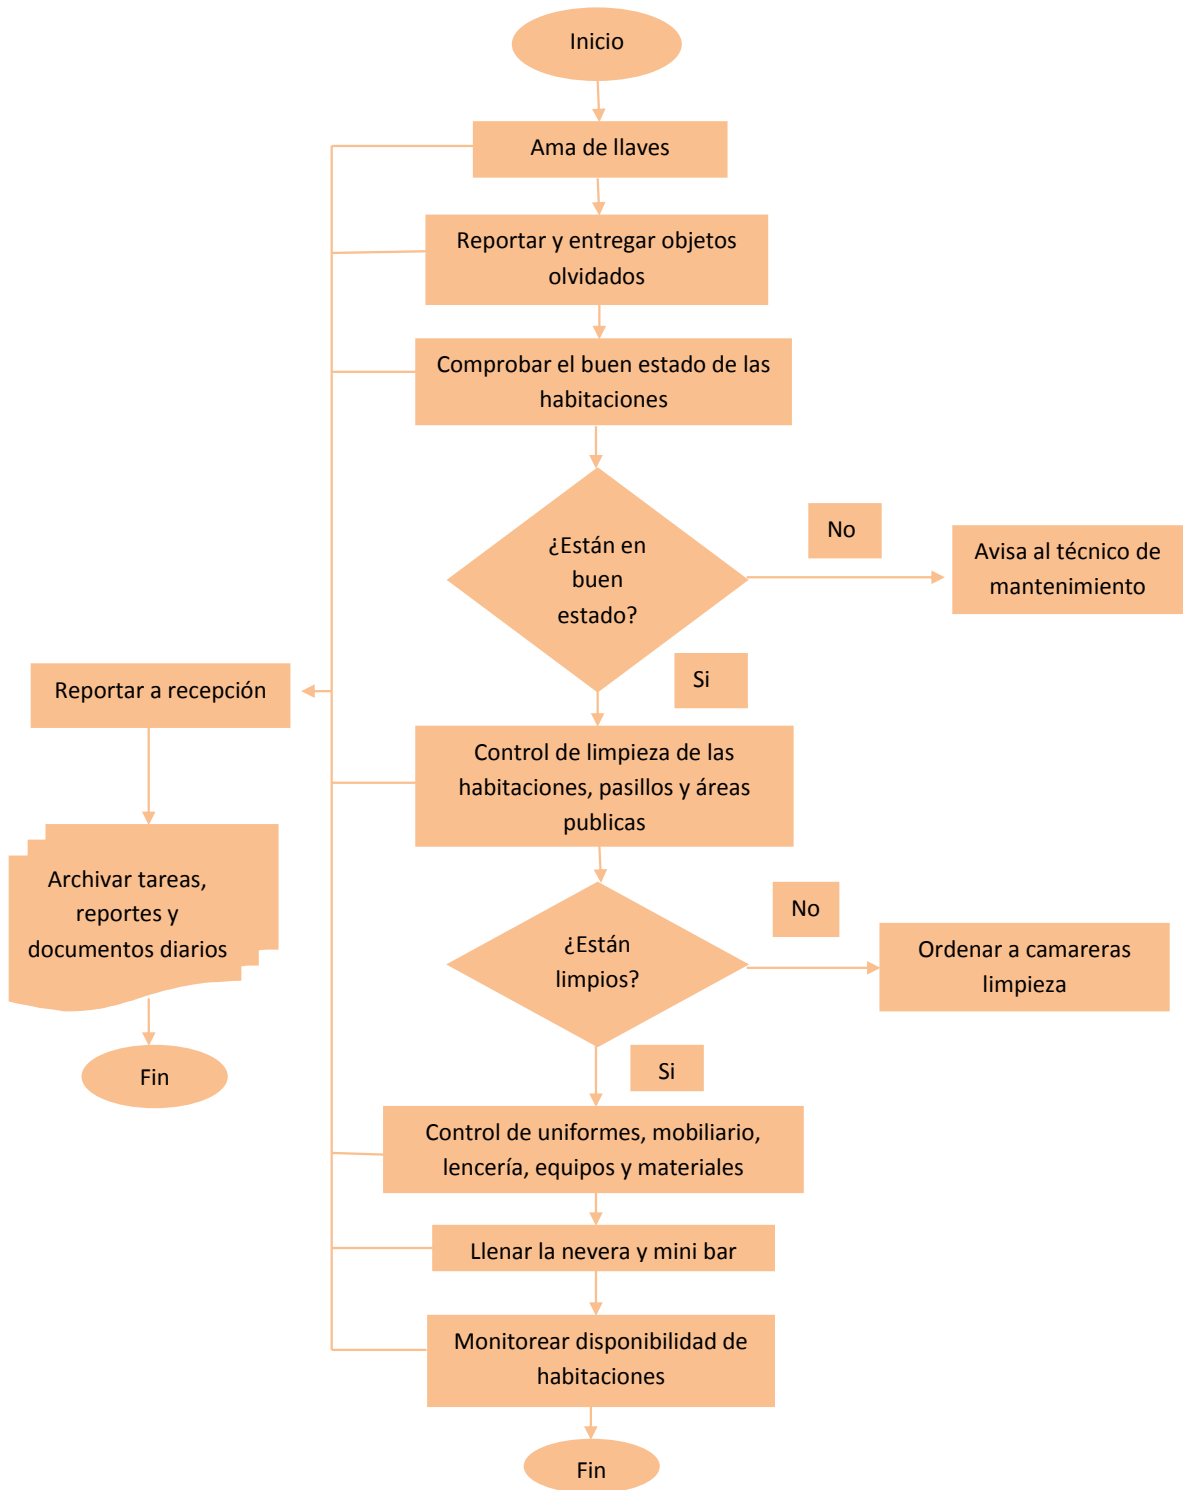 Inicio
Ama de llaves
Reportar y entregar objetos
olvidados
Comprobar el buen estado de las
habitaciones
¿Están en
buen
estado?
No
Avisa al técnico de
mantenimiento
Si
Reportar a recepción
Control de limpieza de las
habitaciones, pasillos y áreas
publicas
Archivar tareas,
reportes y
documentos diarios
¿Están
limpios?
No
Ordenar a camareras
limpieza
Si
Fin
Control de uniformes, mobiliario,
lencería, equipos y materiales
Llenar la nevera y mini bar
Monitorear disponibilidad de
habitaciones
Fin